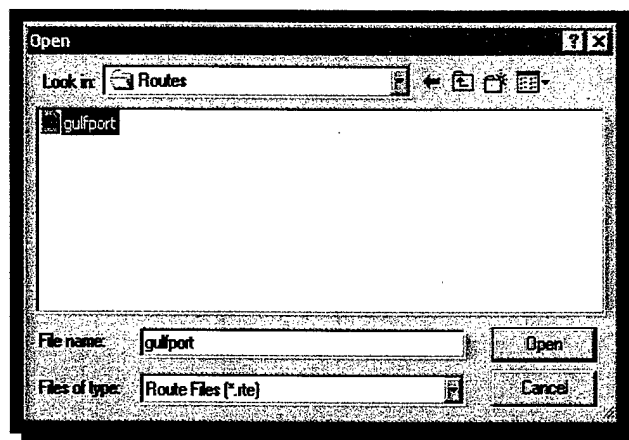 Open
Look in: Routes
gulfport
File name: gulfport Open
Files of type: Route Files (*.rte) Cancel